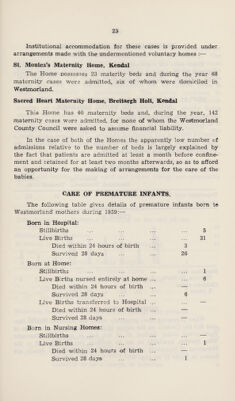 23
Institutional accommodation for these cases is provided under
arrangements made with the undermentioned voluntary homes :—
St. Monica's Maternity Home, Kendal
The Home possesses 23 materity beds and during the year 48
maternity cases were admitted, six of whom were domiciled in
Westmorland.
Sacred Heart Maternity Home, Brettargh Holt, Kendal
This Home has 40 maternity beds and, during the year, 142
maternity cases were admitted, for none of whom the Westmorland
County Council were asked to assume financial liability.
In the case of both of the Homes the apparently low number of
admissions relative to the number of beds is largely explained by
the fact that patients are admitted at least a month before confine-
ment and retained for at least two months afterwards, so as to afford
an opportunity for the making of arrangements for the care of the
babies.
CARE OF PREMATURE INFANTS.
The following table gives details of premature infants born to
Westmorland mothers during 1959:—
Born in Hospital:
Stillbirths ... ... ... ... 5
Live Births ... ... ... ... 31
Died within 24 hours of birth ... 3
Survived 28 days ... ... 26
Born at Home:
Stillbirths ... ... ... ... 1
Live Births nursed entirely at home ... ... 6
Died within 24 hours of birth ... —
Survived 28 days ... ... 6
Live Births transferred to Hospital ... ... —
Died within 24 hours of birth ... —
Survived 28 days ... ... —
Born in Nursing Homes:
Stillbirths ... ... ... ... —
Live Births ... ... ... ... 1
Died within 24 hours of birth ... —
Survived 28 days ... ... 1